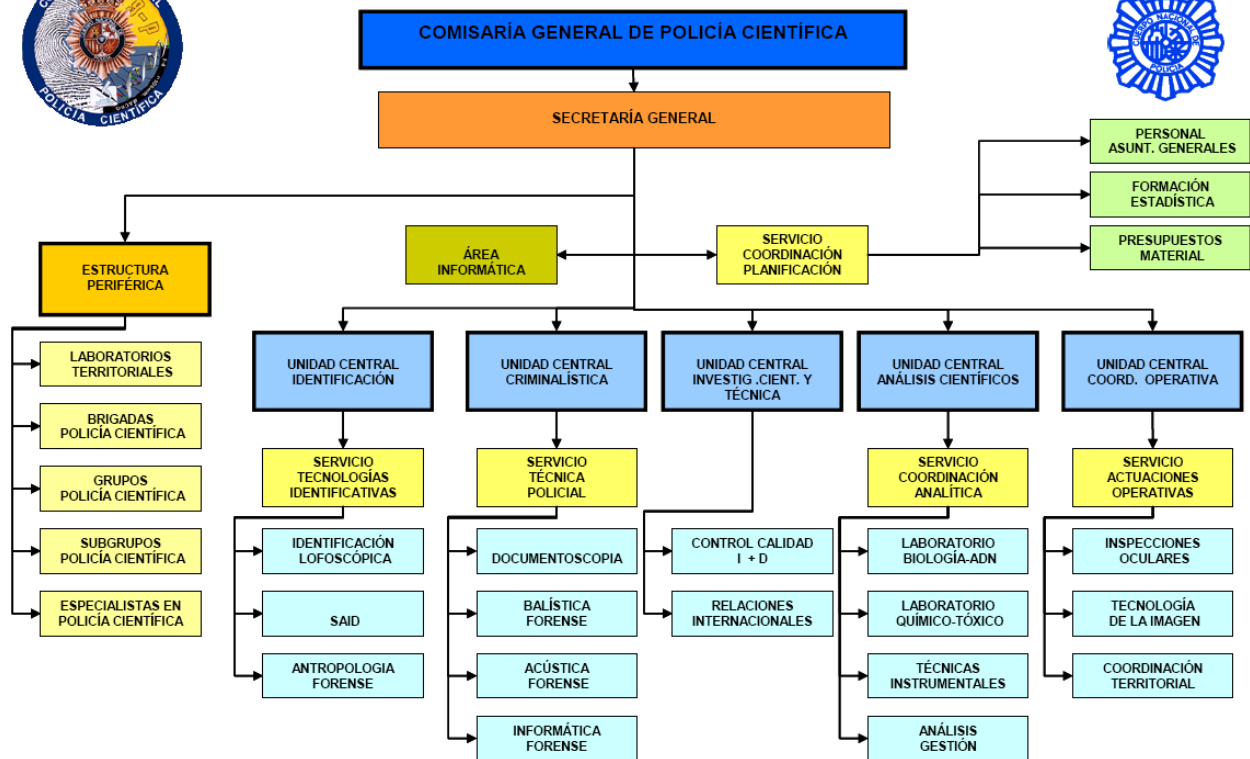 POLICÍA CIENTÍFICA
CUERPO NACIONAL DE
POLICIA
COMISARÍA GENERAL DE POLICÍA CIENTÍFICA
SECRETARÍA GENERAL
PERSONAL
ASUNT. GENERALES
FORMACIÓN
ESTADÍSTICA
PRESUPUESTOS
MATERIAL
ÁREA
INFORMÁTICA
SERVICIO
COORDINACIÓN
PLANIFICACIÓN
ESTRUCTURA
PERIFÉRICA
LABORATORIOS
TERRITORIALES
BRIGADAS
POLICÍA CIENTÍFICA
GRUPOS
POLICÍA CIENTÍFICA
SUBGRUPOS
POLICÍA CIENTÍFICA
ESPECIALISTAS EN
POLICÍA CIENTÍFICA
UNIDAD CENTRAL
IDENTIFICACIÓN
SERVICIO
TECNOLOGÍAS
IDENTIFICATIVAS
IDENTIFICACIÓN
LOFOSCÓPICA
SAID
ANTROPOLOGIA
FORENSE
UNIDAD CENTRAL
CRIMINALÍSTICA
SERVICIO
TÉCNICA
POLICIAL
DOCUMENTOSCOPIA
BALÍSTICA
FORENSE
ACÚSTICA
FORENSE
INFORMÁTICA
FORENSE
UNIDAD CENTRAL
INVESTIG .CIENT. Y
TÉCNICA
CONTROL CALIDAD
I + D
RELACIONES
INTERNACIONALES
UNIDAD CENTRAL
ANÁLISIS CIENTÍFICOS
SERVICIO
COORDINACIÓN
ANALÍTICA
LABORATORIO
BIOLOGÍA-ADN
LABORATORIO
QUÍMICO-TÓXICO
TÉCNICAS
INSTRUMENTALES
ANÁLISIS
GESTIÓN
UNIDAD CENTRAL
COORD. OPERATIVA
SERVICIO
ACTUACIONES
OPERATIVAS
INSPECCIONES
OCULARES
TECNOLOGÍA
DE LA IMAGEN
COORDINACIÓN
TERRITORIAL